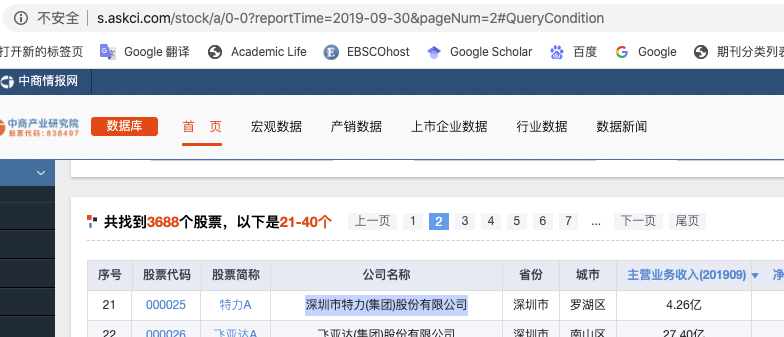 不安全 s.askci.com/stock/a/0-0?reportTime=2019-09-30&pageNum=2#QueryCondition
打开新的标签页 Google 翻译 Academic Life EBSCOhost Google Scholar 百度 Google 期刊分类列表
中商情报网
中商产业研究院 数据库 首 页 宏观数据 产销数据 上市企业数据 行业数据 数据新闻
股票代码：838497
共找到3688个股票，以下是21-40个 上一页 1 2 3 4 5 6 7 ... 下一页 尾页
序号 股票代码 股票简称 公司名称 省份 城市 主营业务收入(201909) 净
21 000025 特力A 深圳市特力(集团)股份有限公司 深圳市 罗湖区 4.26亿
22 000026 飞亚达A 飞亚达(集团)股份有限公司 深圳市 南山区 27.40亿